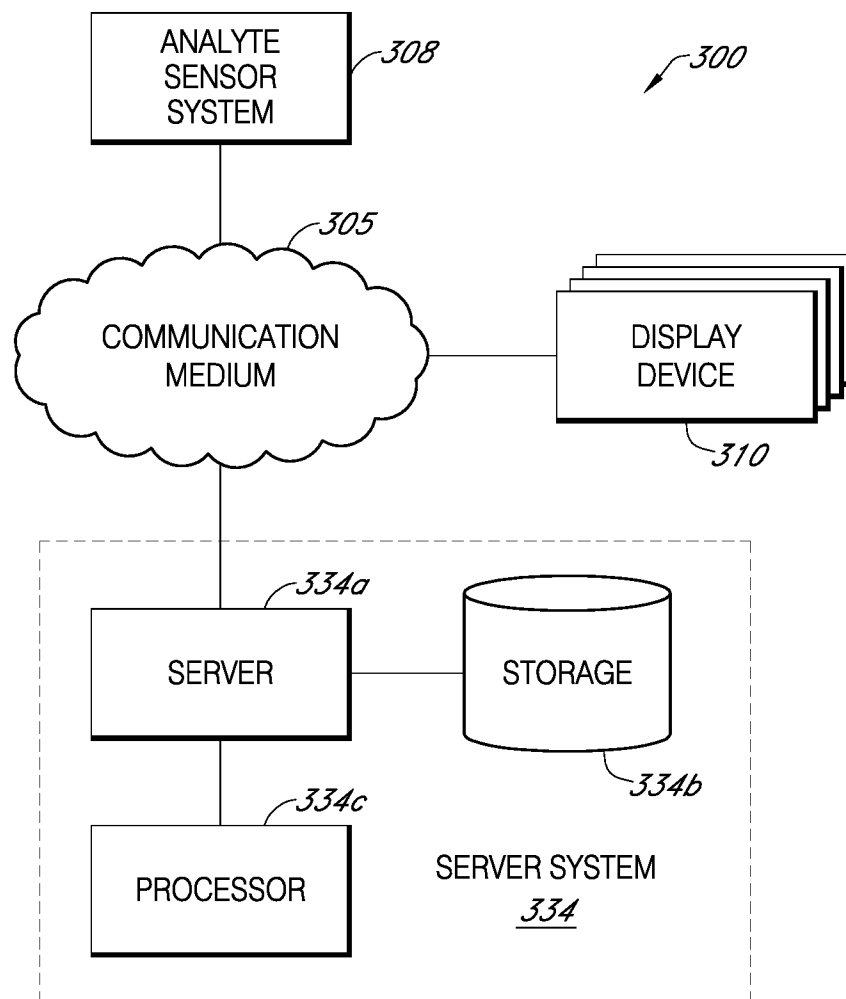 ANALYTE
SENSOR
SYSTEM
308
300
305
COMMUNICATION
MEDIUM
DISPLAY
DEVICE
310
334a
SERVER
STORAGE
334b
334c
PROCESSOR
SERVER SYSTEM
334